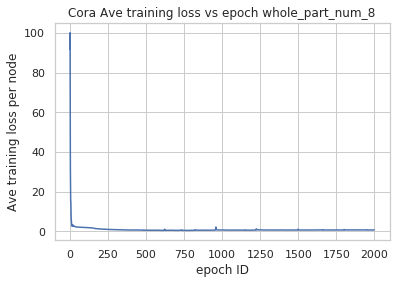 Cora Ave training loss vs epoch whole_part_num_8
Ave training loss per node
100
80
60
40
20
0
0 250 500 750 1000 1250 1500 1750 2000
epoch ID